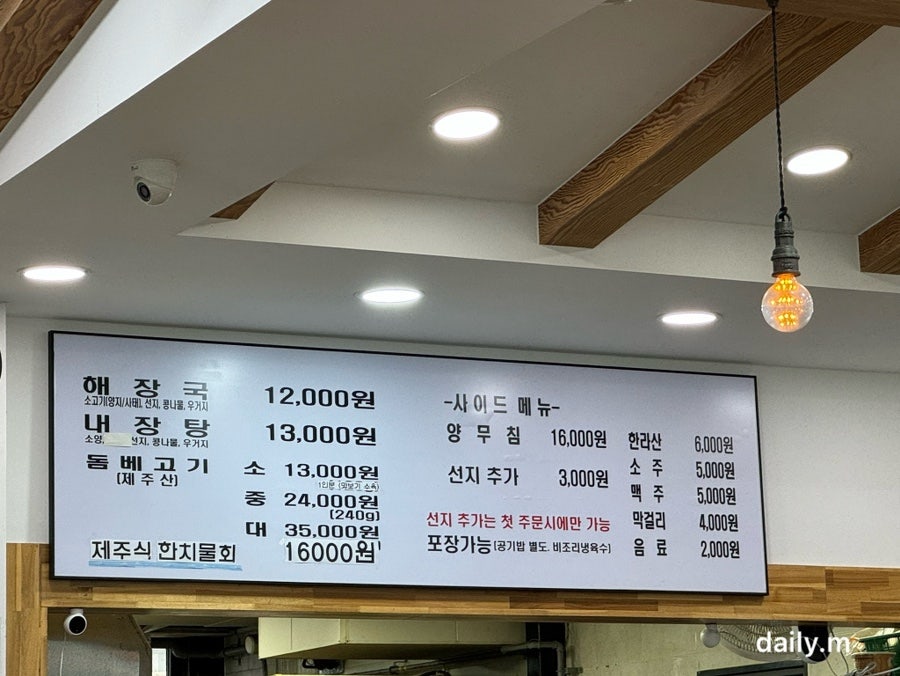 해장국 12,000원
소고기(양지/사태), 선지, 콩나물, 우거지
내장탕 13,000원
소양, 선지, 콩나물, 우거지
돔베고기 소 13,000원
(제주산)
중 24,000원
(240g)
대 35,000원
제주식 한치물회 16000원
-사이드 메뉴-
양무침 16,000원
선지 추가 3,000원
선지 추가는 첫 주문시에만 가능
포장가능(공기밥 별도, 비조리냉육수)
한라산 6,000원
소주 5,000원
맥주 5,000원
막걸리 4,000원
음료 2,000원
daily.m